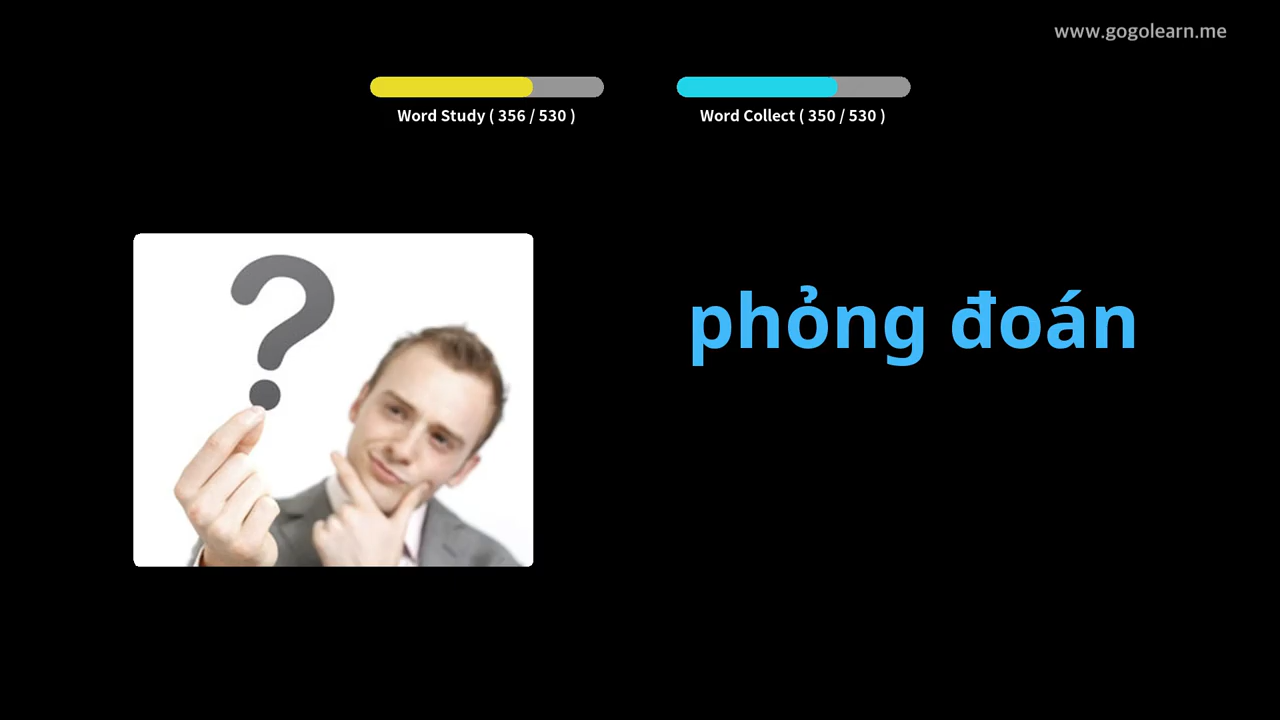 www.gogolearn.me
Word Study ( 356 / 530 )
Word Collect ( 350 / 530 )
?
phỏng đoán